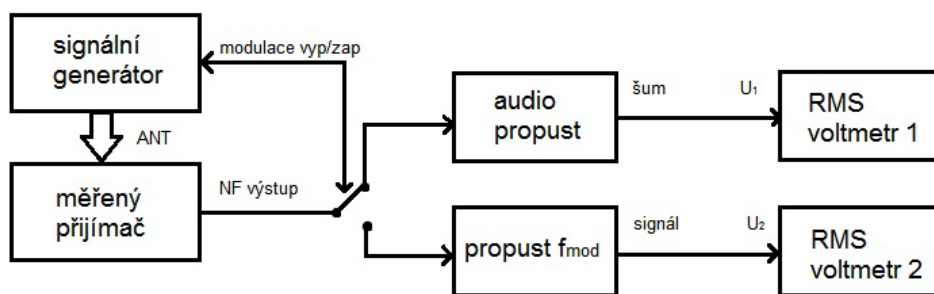 signální
generátor
modulace vyp/zap
ANT
měřený
přijímač
NF výstup
audio
propust
šum
U₁
RMS
voltmetr 1
propust fmod
signál
U₂
RMS
voltmetr 2